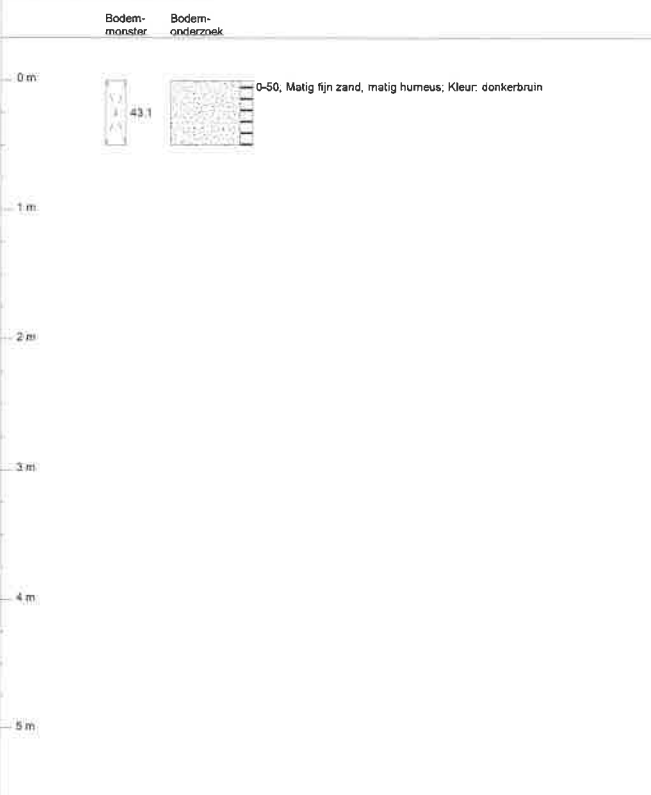 Bodem- Bodem-
monster onderzoek
0 m
0-50, Matig fijn zand, matig humeus; Kleur: donkerbruin
43.1
1 m
2 m
3 m
4 m
5 m